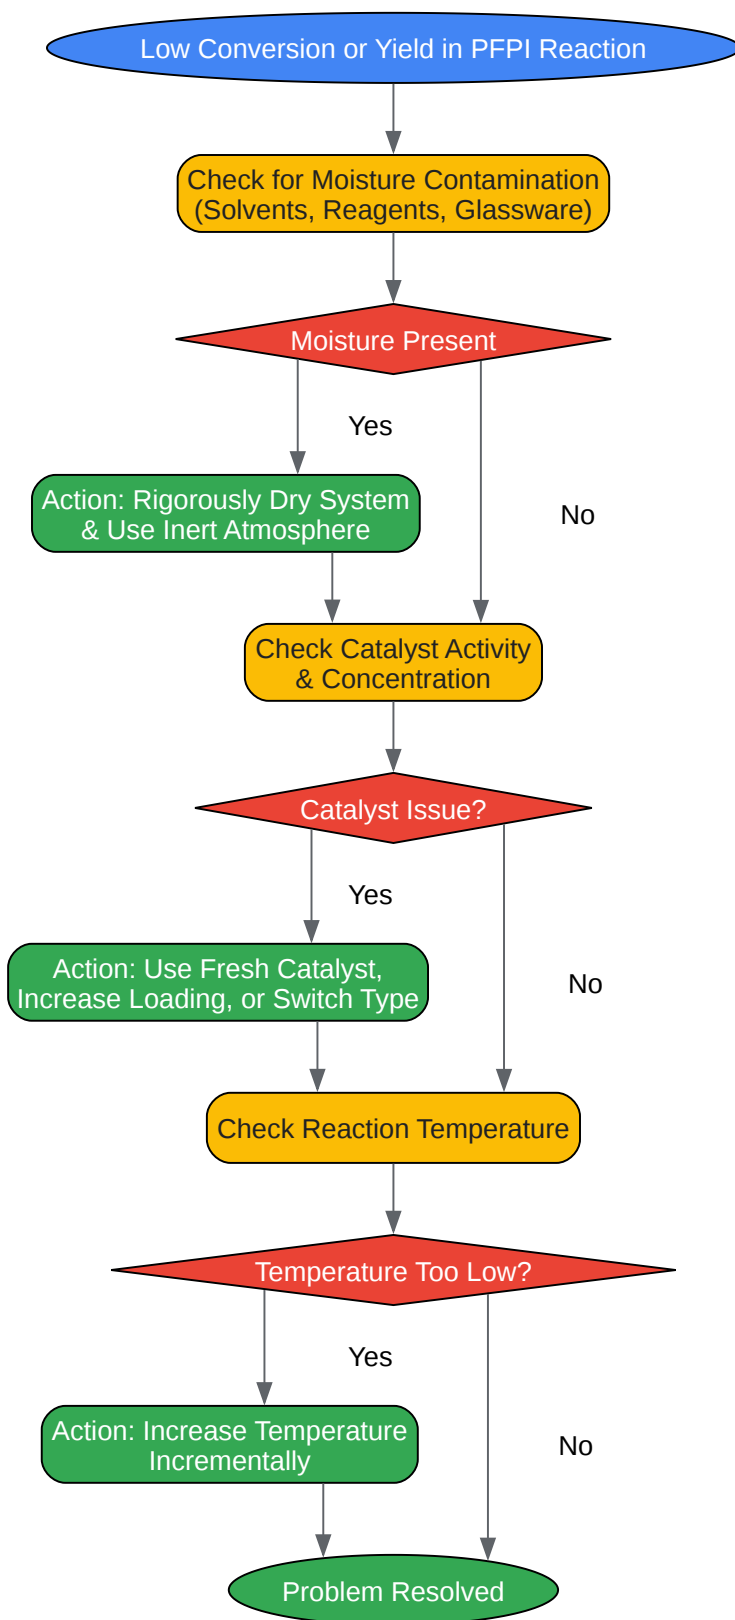 Low Conversion or Yield in PFPI Reaction
Check for Moisture Contamination
(Solvents, Reagents, Glassware)
Moisture Present
Yes
Action: Rigorously Dry System
& Use Inert Atmosphere
No
Check Catalyst Activity
& Concentration
Catalyst Issue?
Yes
Action: Use Fresh Catalyst,
Increase Loading, or Switch Type
No
Check Reaction Temperature
Temperature Too Low?
Yes
Action: Increase Temperature
Incrementally
No
Problem Resolved